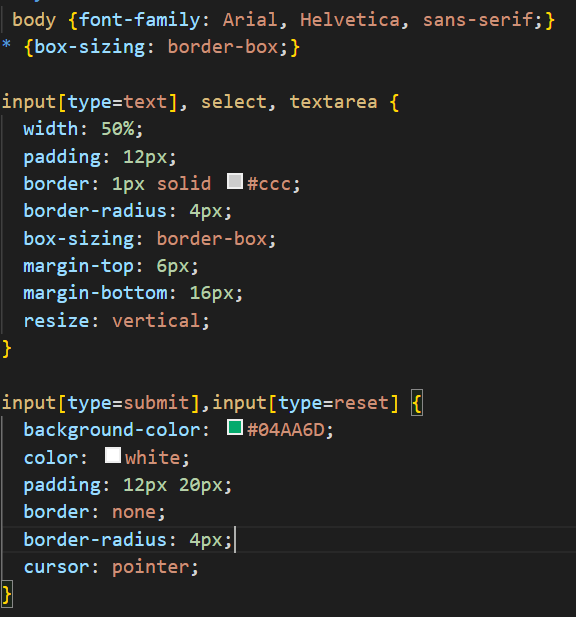 body {font-family: Arial, Helvetica, sans-serif;}
* {box-sizing: border-box;}
input[type=text], select, textarea {
width: 50%;
padding: 12px;
border: 1px solid #ccc;
border-radius: 4px;
box-sizing: border-box;
margin-top: 6px;
margin-bottom: 16px;
resize: vertical;
}
input[type=submit],input[type=reset] {
background-color: #04AA6D;
color: white;
padding: 12px 20px;
border: none;
border-radius: 4px;
cursor: pointer;
}